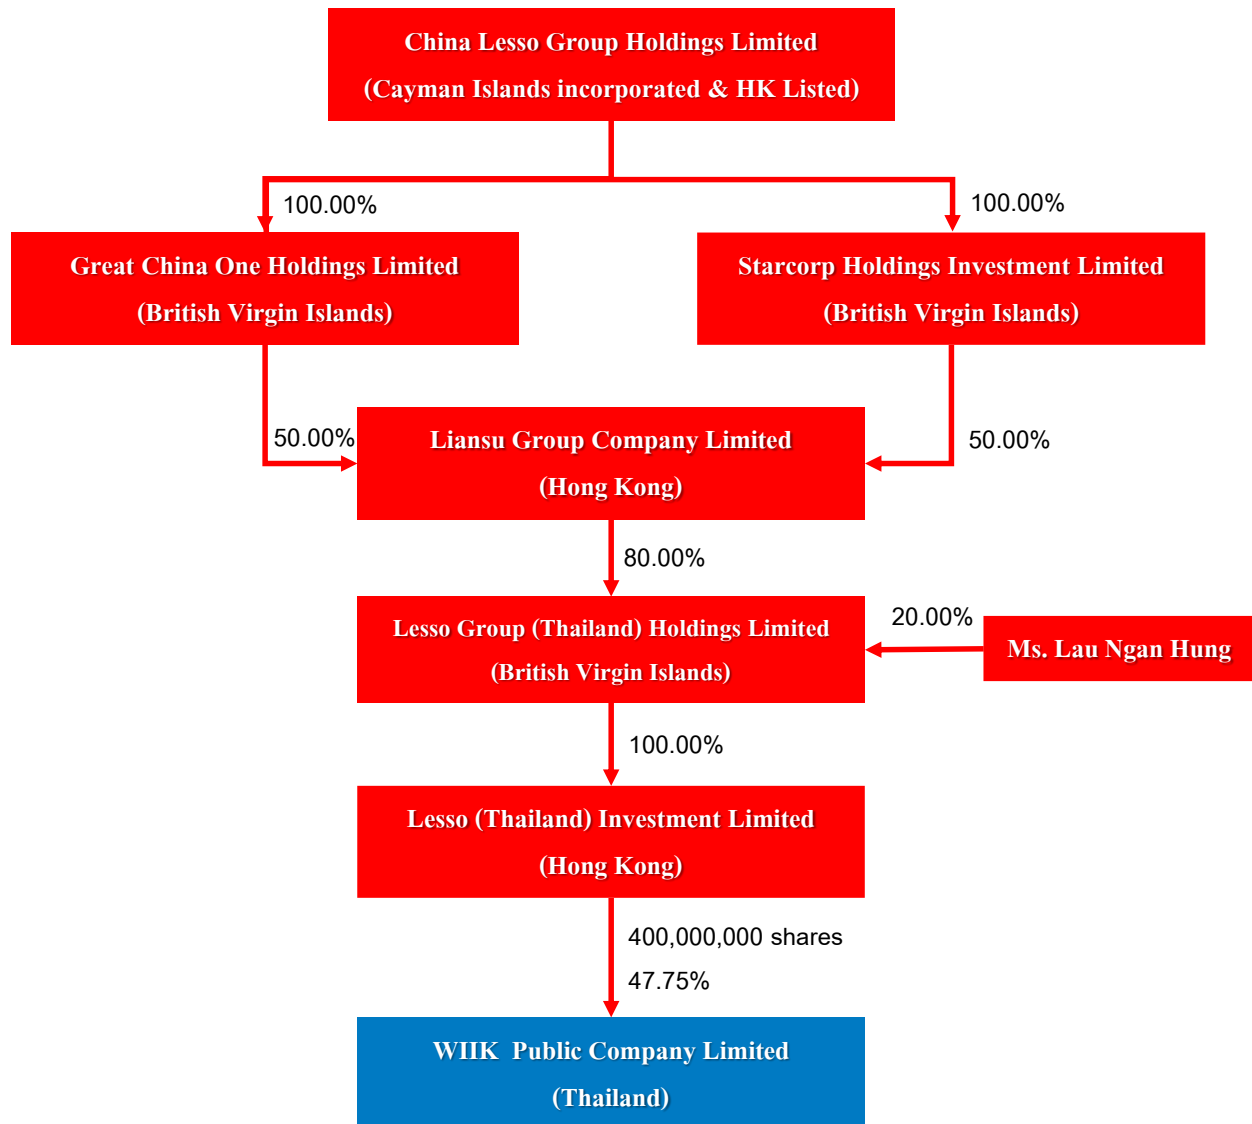 China Lesso Group Holdings Limited
(Cayman Islands incorporated & HK Listed)
100.00%
100.00%
Great China One Holdings Limited
(British Virgin Islands)
Starcorp Holdings Investment Limited
(British Virgin Islands)
50.00%
Liansu Group Company Limited
(Hong Kong)
50.00%
80.00%
Lesso Group (Thailand) Holdings Limited
(British Virgin Islands)
20.00%
Ms. Lau Ngan Hung
100.00%
Lesso (Thailand) Investment Limited
(Hong Kong)
400,000,000 shares
47.75%
WIIK  Public Company Limited
(Thailand)